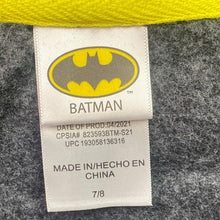 BATMAN
DATE OF PROD:04/2021
CPSIA# 823593BTM-S21
UPC 193058136316
MADE IN/HECHO EN
CHINA
7/8